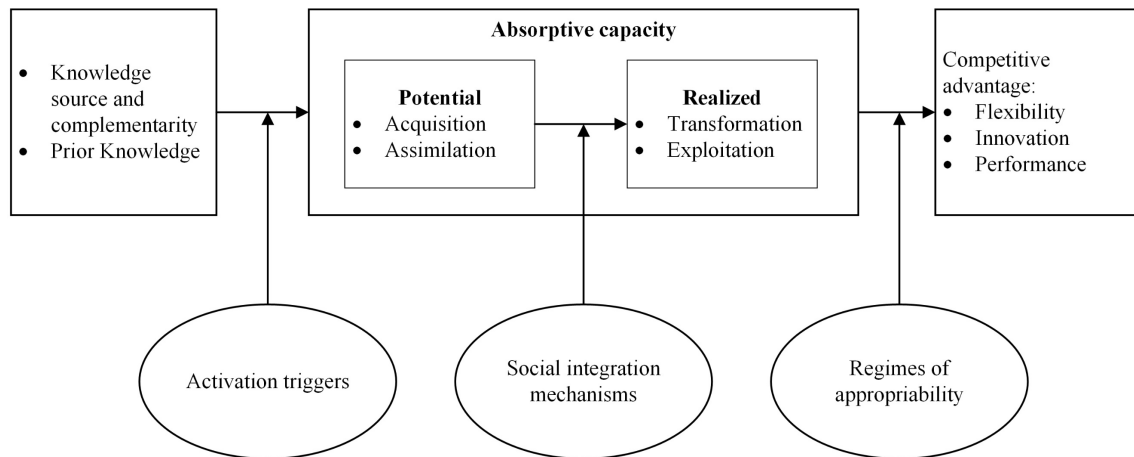 • Knowledge
source and
complementarity
• Prior Knowledge
Absorptive capacity
Potential
• Acquisition
• Assimilation
Realized
• Transformation
• Exploitation
Competitive
advantage:
• Flexibility
• Innovation
• Performance
Activation triggers
Social integration
mechanisms
Regimes of
appropriability